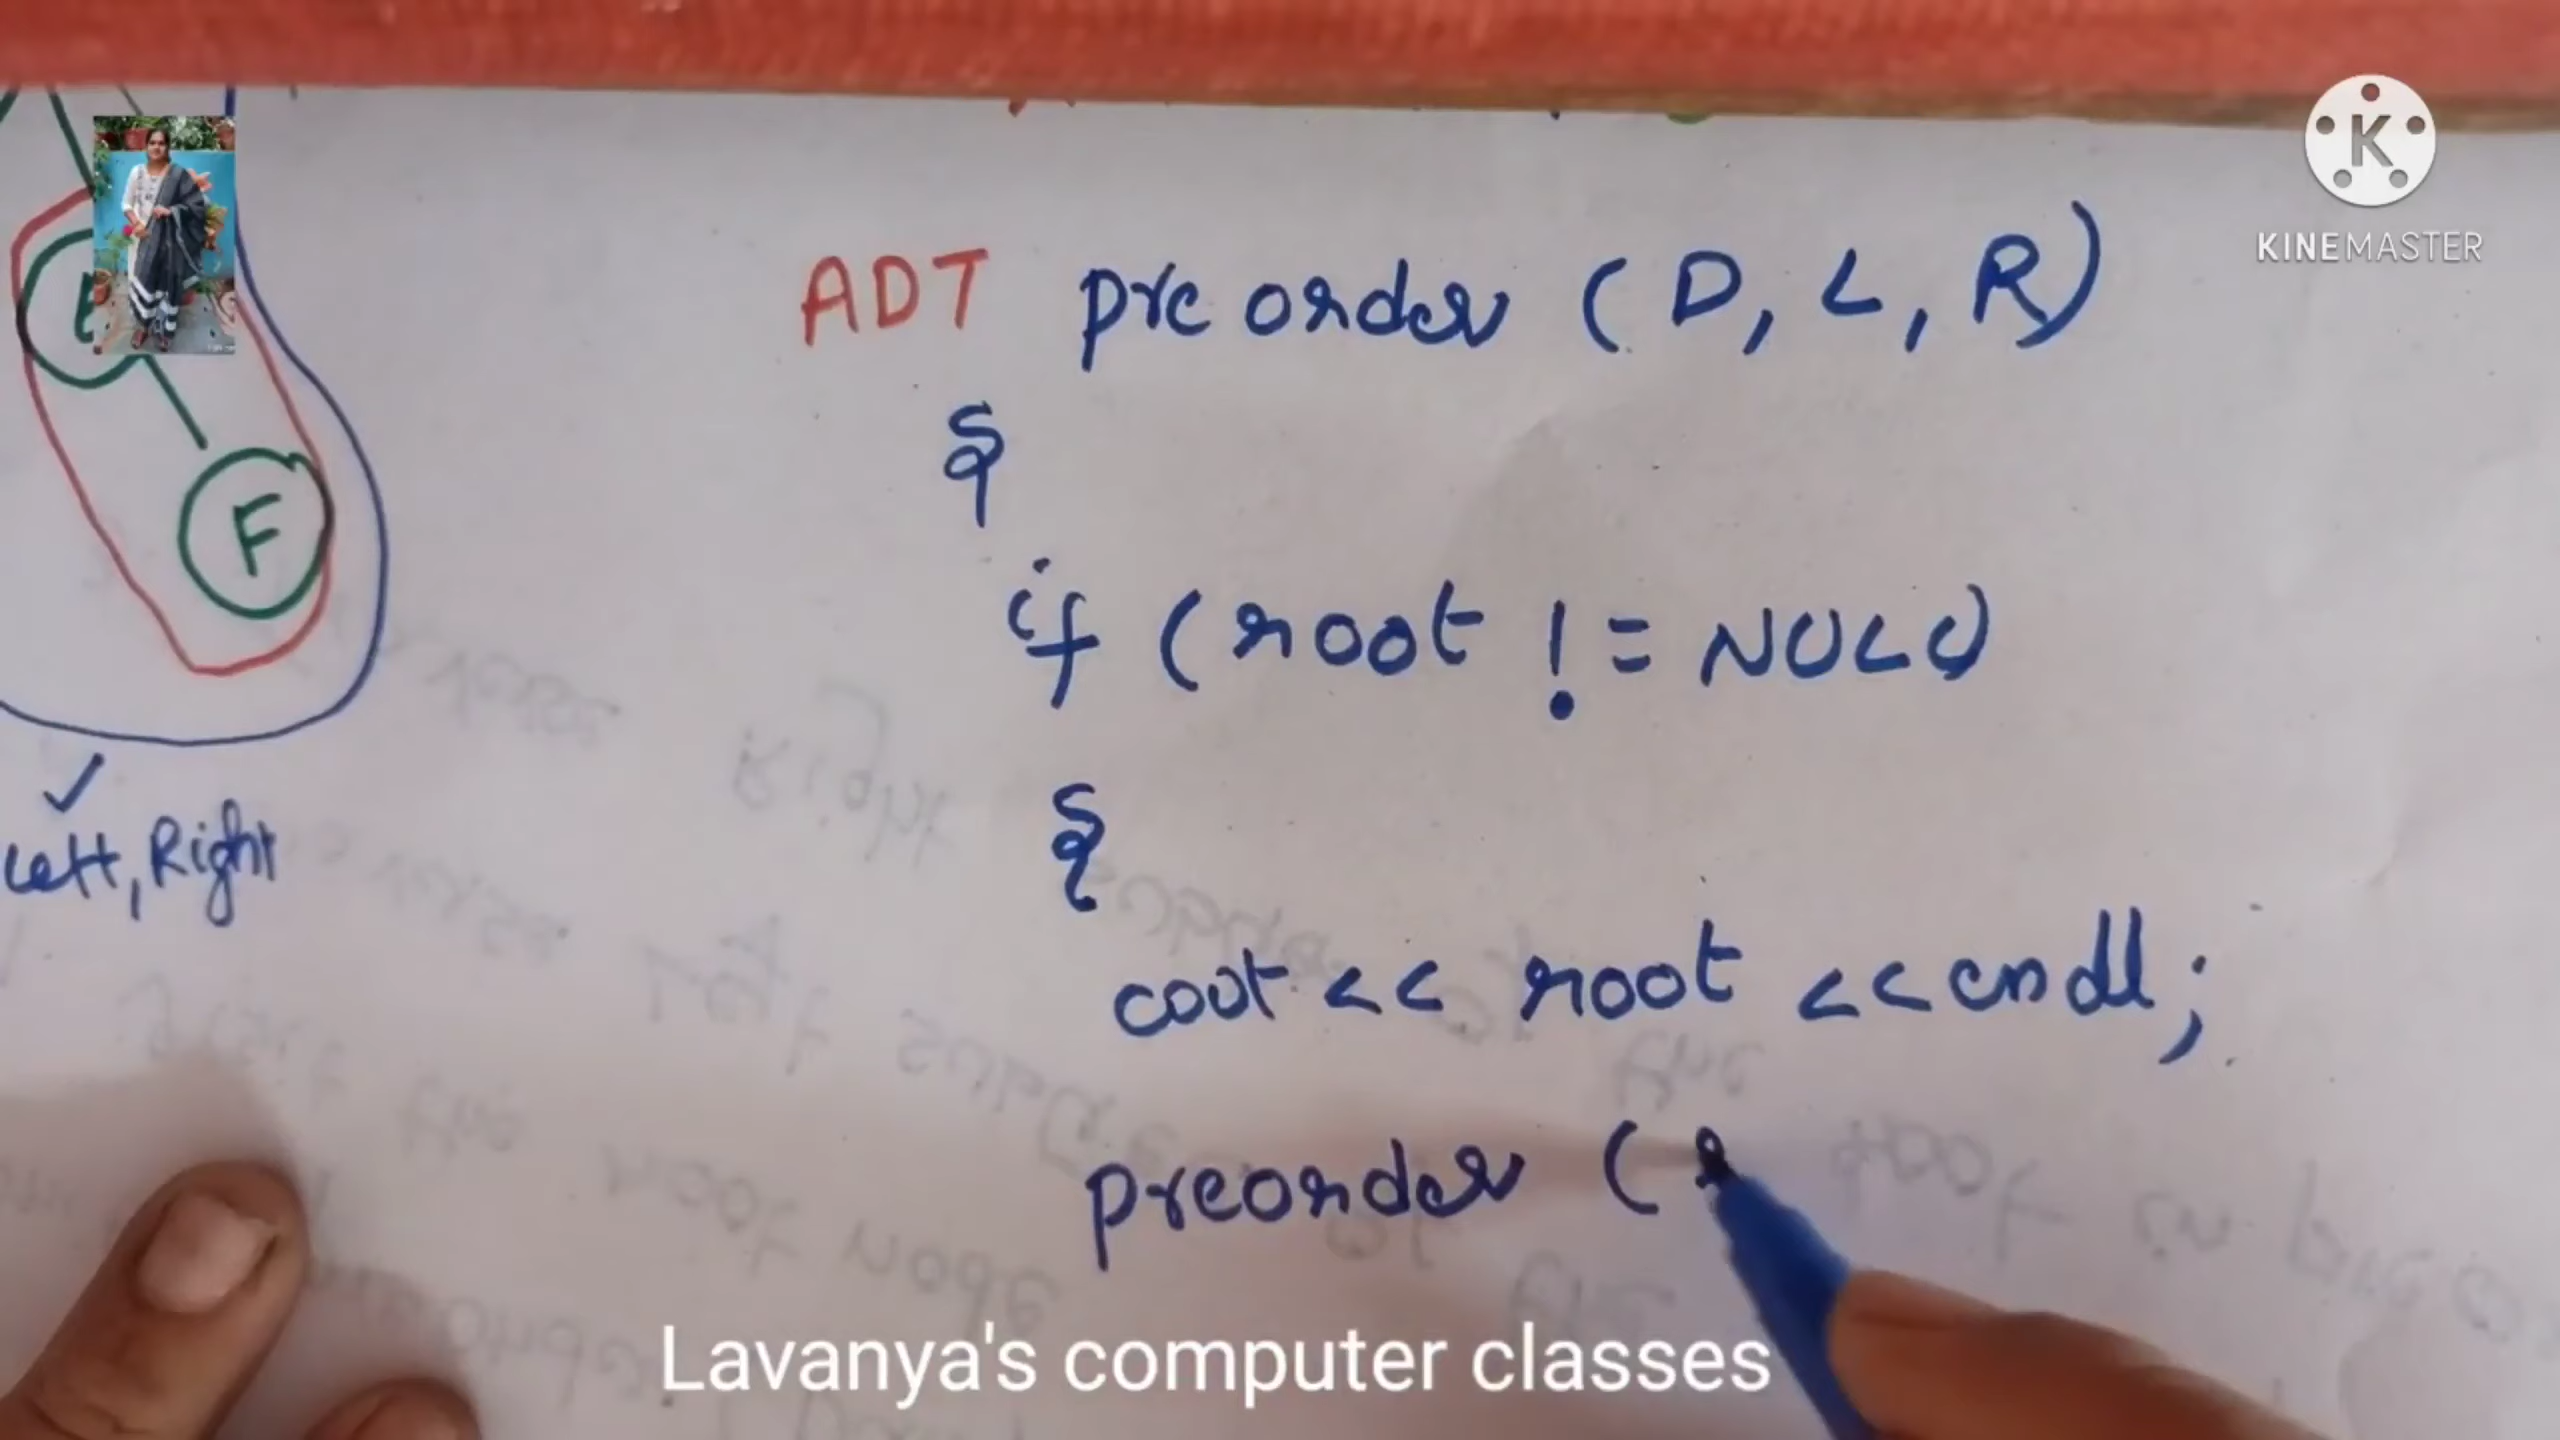 K
KINEMASTER
ADT preorder (D, L, R)
{
if (root != NULL)
{
F
cout << root << endl;
Left, Right
preorder (
Lavanya's computer classes